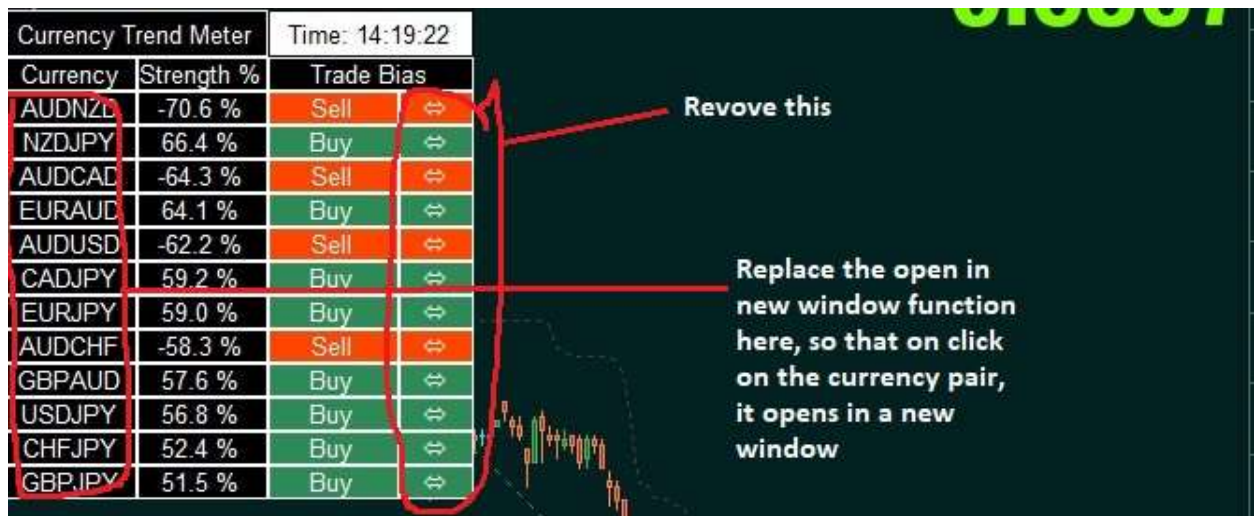 Currency Trend Meter Time: 14:19:22
Currency Strength % Trade Bias
AUDNZD -70.6 % Sell ⇔
NZDJPY 66.4 % Buy ⇔
AUDCAD -64.3 % Sell ⇔
EURAUD 64.1 % Buy ⇔
AUDUSD -62.2 % Sell ⇔
CADJPY 59.2 % Buy ⇔
EURJPY 59.0 % Buy ⇔
AUDCHF -58.3 % Sell ⇔
GBPAUD 57.6 % Buy ⇔
USDJPY 56.8 % Buy ⇔
CHFJPY 52.4 % Buy ⇔
GBPJPY 51.5 % Buy ⇔
Revove this
Replace the open in
new window function
here, so that on click
on the currency pair,
it opens in a new
window